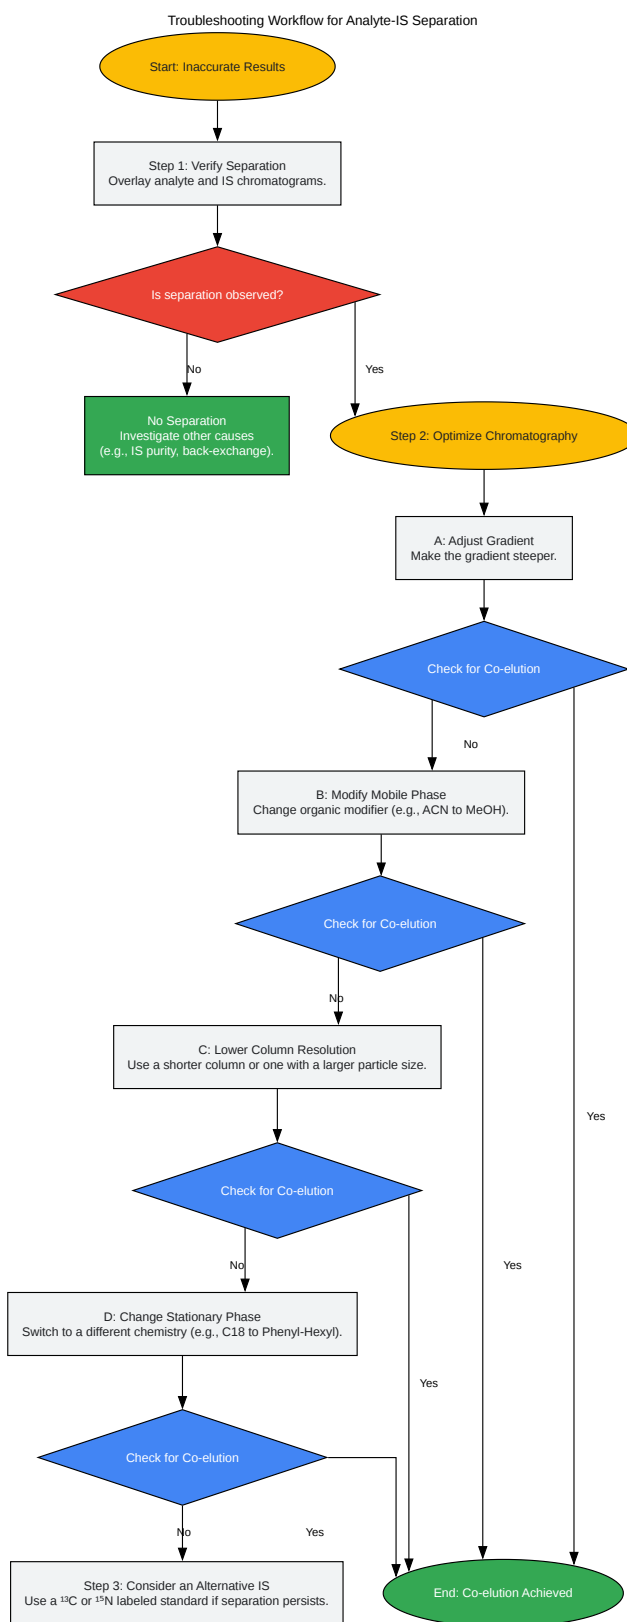 Troubleshooting Workflow for Analyte-IS Separation
Start: Inaccurate Results
Step 1: Verify Separation
Overlay analyte and IS chromatograms.
Is separation observed?
No
Yes
No Separation
Investigate other causes
(e.g., IS purity, back-exchange).
Step 2: Optimize Chromatography
A: Adjust Gradient
Make the gradient steeper.
Check for Co-elution
No
B: Modify Mobile Phase
Change organic modifier (e.g., ACN to MeOH).
Check for Co-elution
No
C: Lower Column Resolution
Use a shorter column or one with a larger particle size.
Yes
Check for Co-elution
No
Yes
D: Change Stationary Phase
Switch to a different chemistry (e.g., C18 to Phenyl-Hexyl).
Yes
Check for Co-elution
No
Yes
Step 3: Consider an Alternative IS
Use a ¹³C or ¹⁵N labeled standard if separation persists.
End: Co-elution Achieved